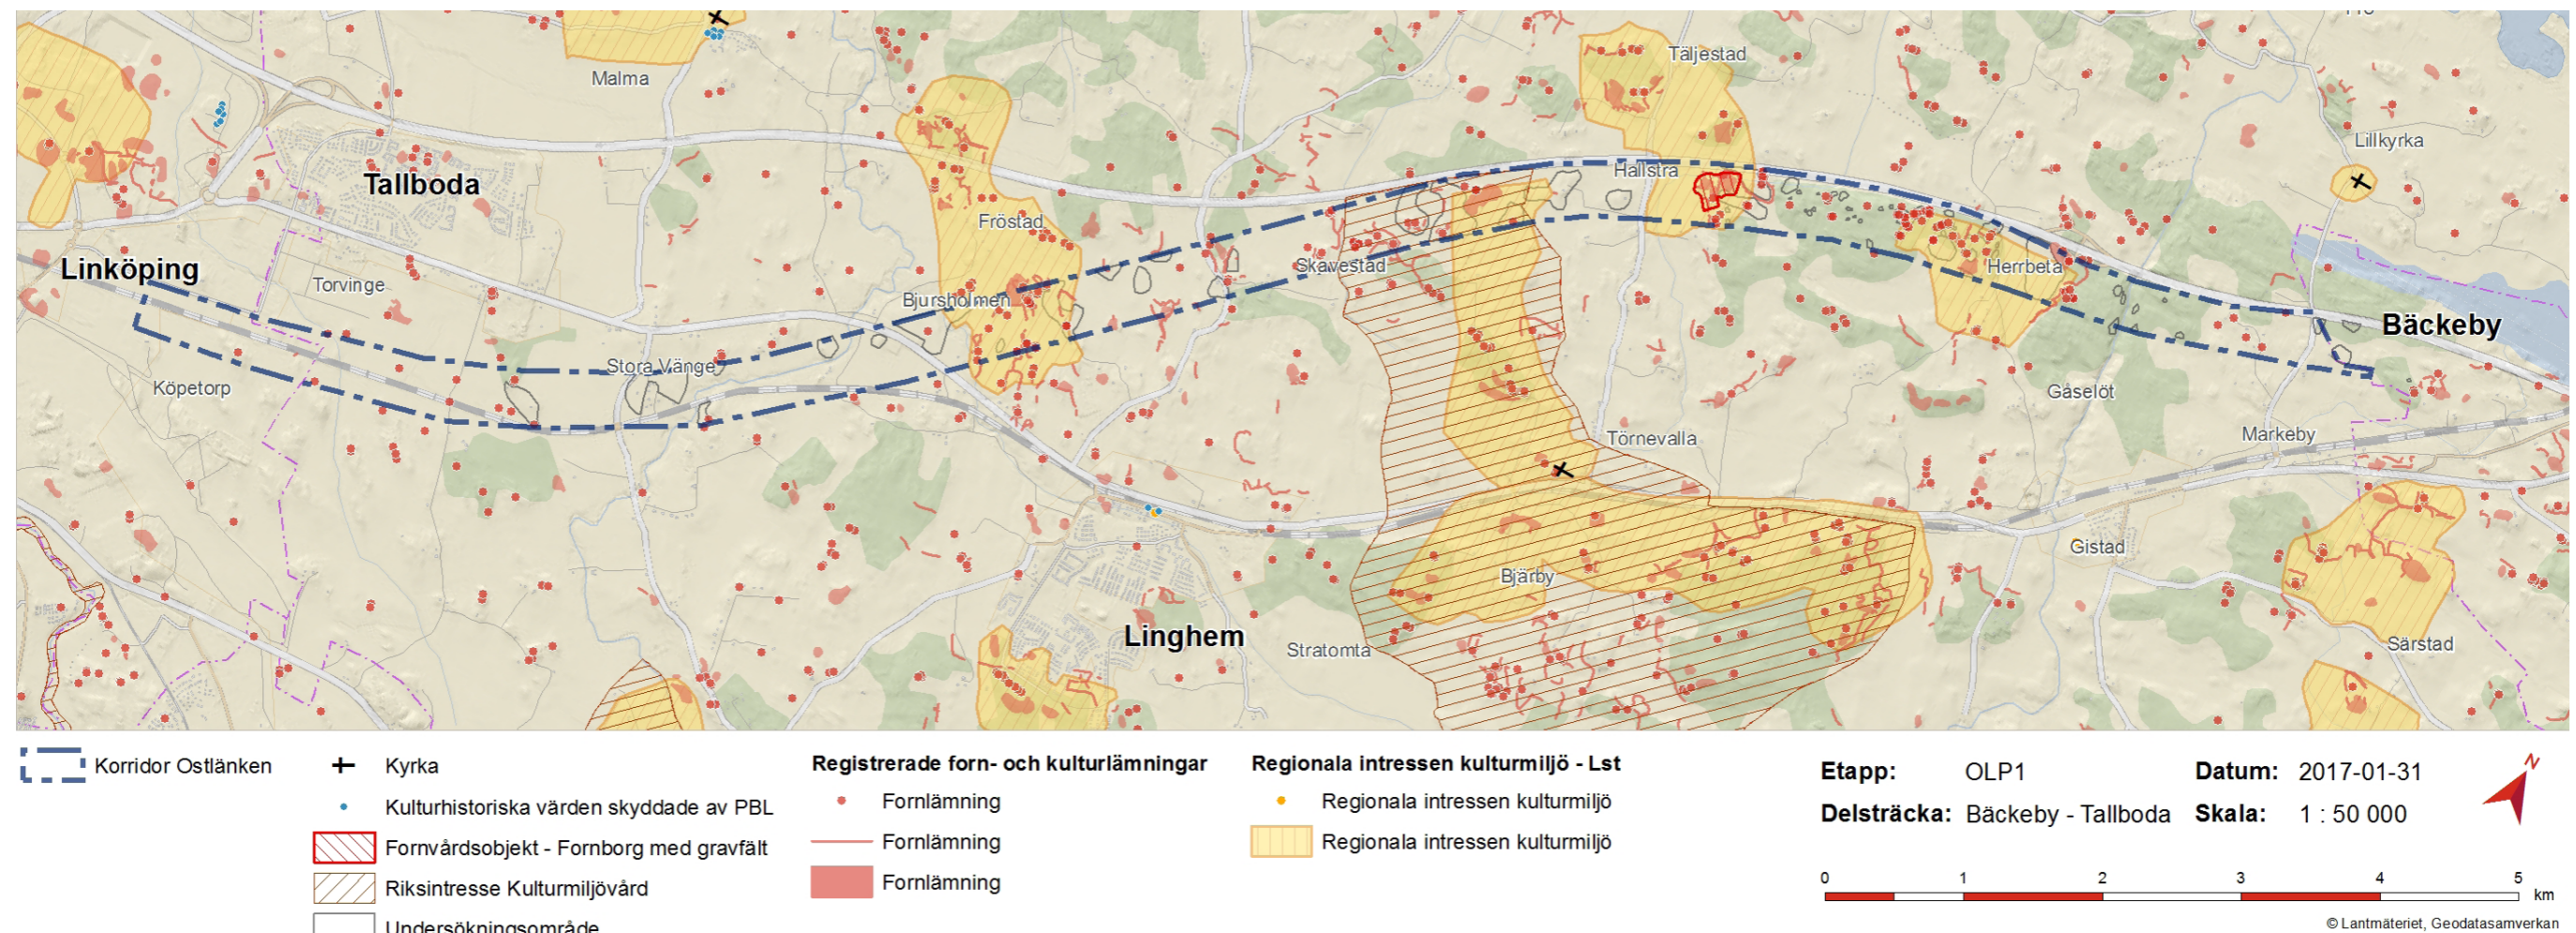 Täljestad
Malma
Lillkyrka
Hallstra
Tallboda
Fröstad
Skavestad
Herrbeta
Linköping
Torvinge
Bjursholmen
Bäckeby
Stora Vänge
Köpetorp
Gåselöt
Törnevalla
Markeby
Gistad
Bjärby
Linghem
Stratomta
Särstad
Korridor Ostlänken
Kyrka
Kulturhistoriska värden skyddade av PBL
Fornvårdsobjekt - Fornborg med gravfält
Riksintresse Kulturmiljövård
Undersökningsområde
Registrerade forn- och kulturlämningar
Fornlämning
Fornlämning
Fornlämning
Regionala intressen kulturmiljö - Lst
Regionala intressen kulturmiljö
Regionala intressen kulturmiljö
Etapp: OLP1 Datum: 2017-01-31
Delsträcka: Bäckeby - Tallboda Skala: 1 : 50 000
N
0 1 2 3 4 5
km
© Lantmäteriet, Geodatasamverkan